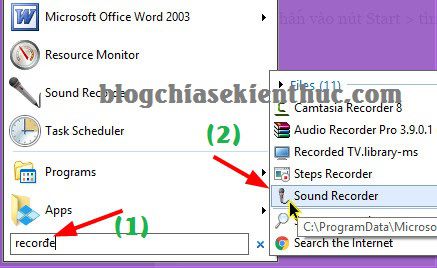 hấn vào nút Start > tìm
Microsoft Office Word 2003
Resource Monitor
Sound Recorder
Task Scheduler
Programs
Apps
recorde
(1)
blogchiasekienthuc.com
(2)
Files (11)
Camtasia Recorder 8
Audio Recorder Pro 3.9.0.1
Recorded TV.library-ms
Steps Recorder
Sound Recorder
C:\ProgramData\Microsof
Search the Internet